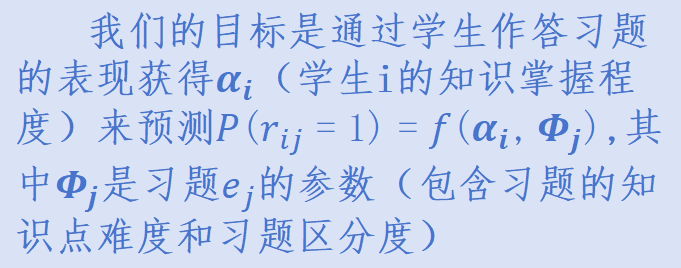 我们的目标是通过学生作答习题
的表现获得αᵢ（学生i的知识掌握程
度）来预测P(rᵢⱼ = 1) = f(αᵢ, Φⱼ),其
中Φⱼ是习题eⱼ的参数（包含习题的知
识点难度和习题区分度）